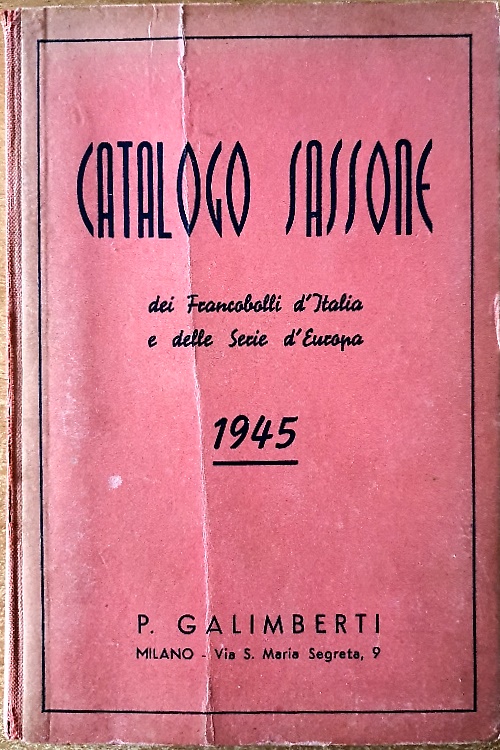 CATALOGO SASSONE
dei Francobolli d'Italia
e delle Serie d'Europa
1945
P. GALIMBERTI
MILANO - Via S. Maria Segreta, 9